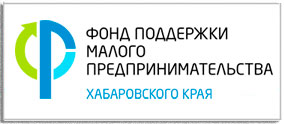 ФОНД ПОДДЕРЖКИ
МАЛОГО
ПРЕДПРИНИМАТЕЛЬСТВА
ХАБАРОВСКОГО КРАЯ